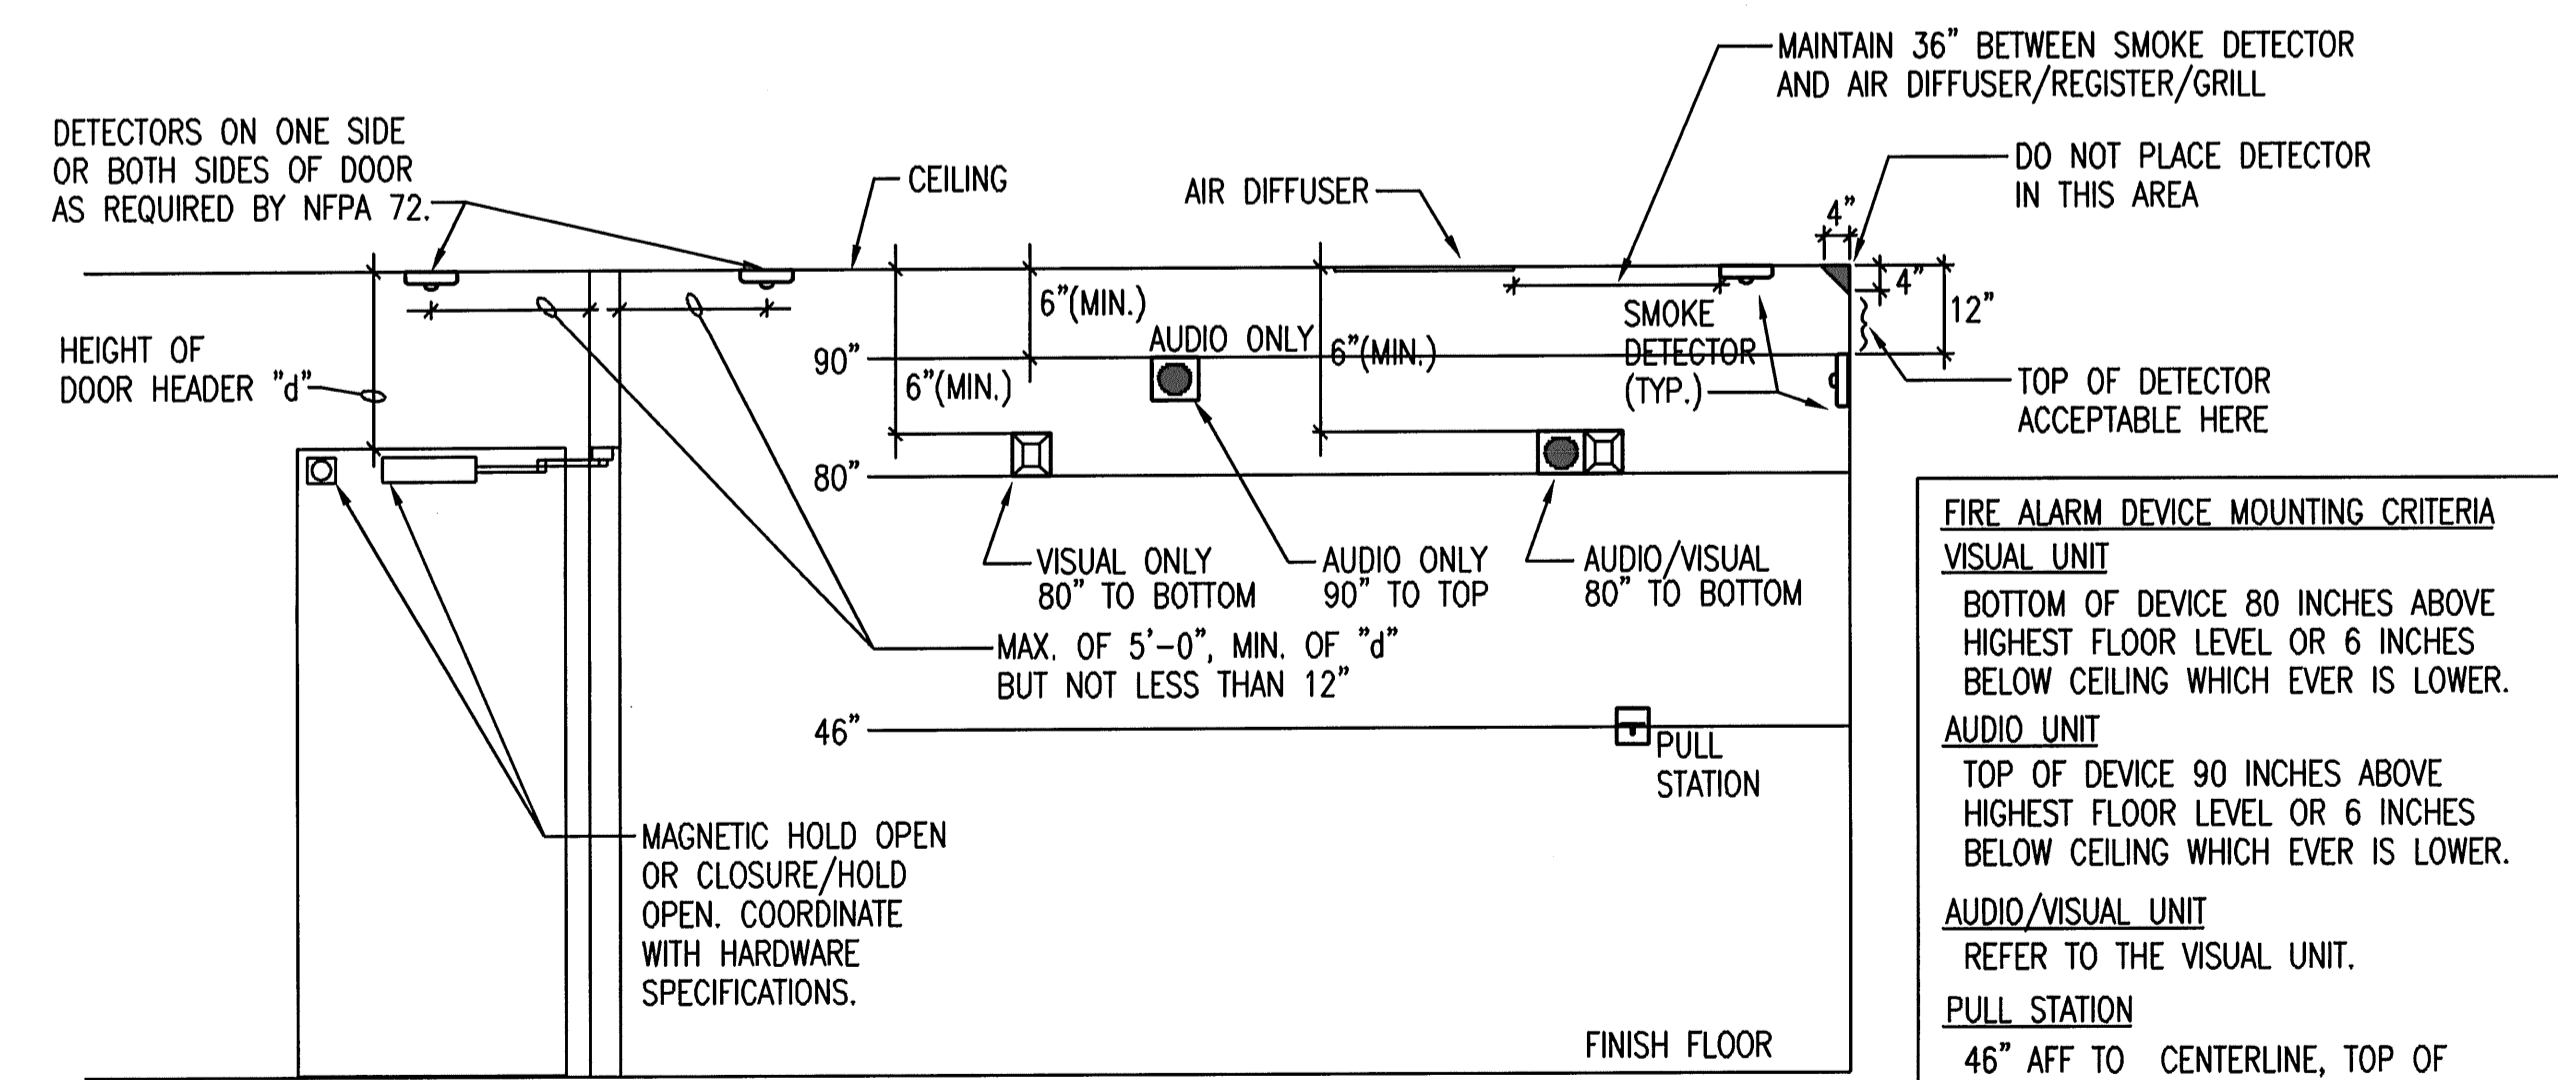 MAINTAIN 36” BETWEEN SMOKE DETECTOR
AND AIR DIFFUSER/REGISTER/GRILL
DETECTORS ON ONE SIDE
OR BOTH SIDES OF DOOR
AS REQUIRED BY NFPA 72.
CEILING
AIR DIFFUSER
DO NOT PLACE DETECTOR
IN THIS AREA
4”
4”
12”
6”(MIN.)
6”(MIN.)
6”(MIN.)
AUDIO ONLY
SMOKE
DETECTOR
(TYP.)
HEIGHT OF
DOOR HEADER ”d”
90”
TOP OF DETECTOR
ACCEPTABLE HERE
80”
VISUAL ONLY
80” TO BOTTOM
AUDIO ONLY
90” TO TOP
AUDIO/VISUAL
80” TO BOTTOM
MAX. OF 5’-0”, MIN. OF ”d”
BUT NOT LESS THAN 12”
46”
PULL
STATION
MAGNETIC HOLD OPEN
OR CLOSURE/HOLD
OPEN. COORDINATE
WITH HARDWARE
SPECIFICATIONS.
FINISH FLOOR
FIRE ALARM DEVICE MOUNTING CRITERIA
VISUAL UNIT
BOTTOM OF DEVICE 80 INCHES ABOVE
HIGHEST FLOOR LEVEL OR 6 INCHES
BELOW CEILING WHICH EVER IS LOWER.
AUDIO UNIT
TOP OF DEVICE 90 INCHES ABOVE
HIGHEST FLOOR LEVEL OR 6 INCHES
BELOW CEILING WHICH EVER IS LOWER.
AUDIO/VISUAL UNIT
REFER TO THE VISUAL UNIT.
PULL STATION
46” AFF TO CENTERLINE, TOP OF